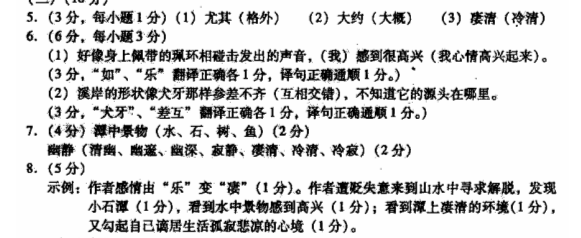 5.（3分，每小题1分）（1）尤其（格外）　（2）大约（大概）　（3）凄清（冷清）
6.（6分，每小题3分）
（1）好像身上佩带的珮环相碰击发出的声音，（我）感到很高兴（我心情高兴起来）。
（3分，“如”、“乐”翻译正确各1分，译句正确通顺1分。）
（2）溪岸的形状像犬牙那样参差不齐（互相交错），不知道它的源头在哪里。
（3分，“犬牙”、“差互”翻译正确各1分，译句正确通顺1分。）
7.（4分）潭中景物（水、石、树、鱼）（2分）
幽静（清幽、幽邃、幽深、寂静、凄清、冷清、冷寂）（2分）
8.（5分）
示例：作者感情由“乐”变“凄”（1分）。作者遭贬失意来到山水中寻求解脱，发现
小石潭（1分），看到水中景物感到高兴（1分）；看到潭上凄清的环境（1分），
又勾起自己谪居生活孤寂悲凉的心境（1分）。